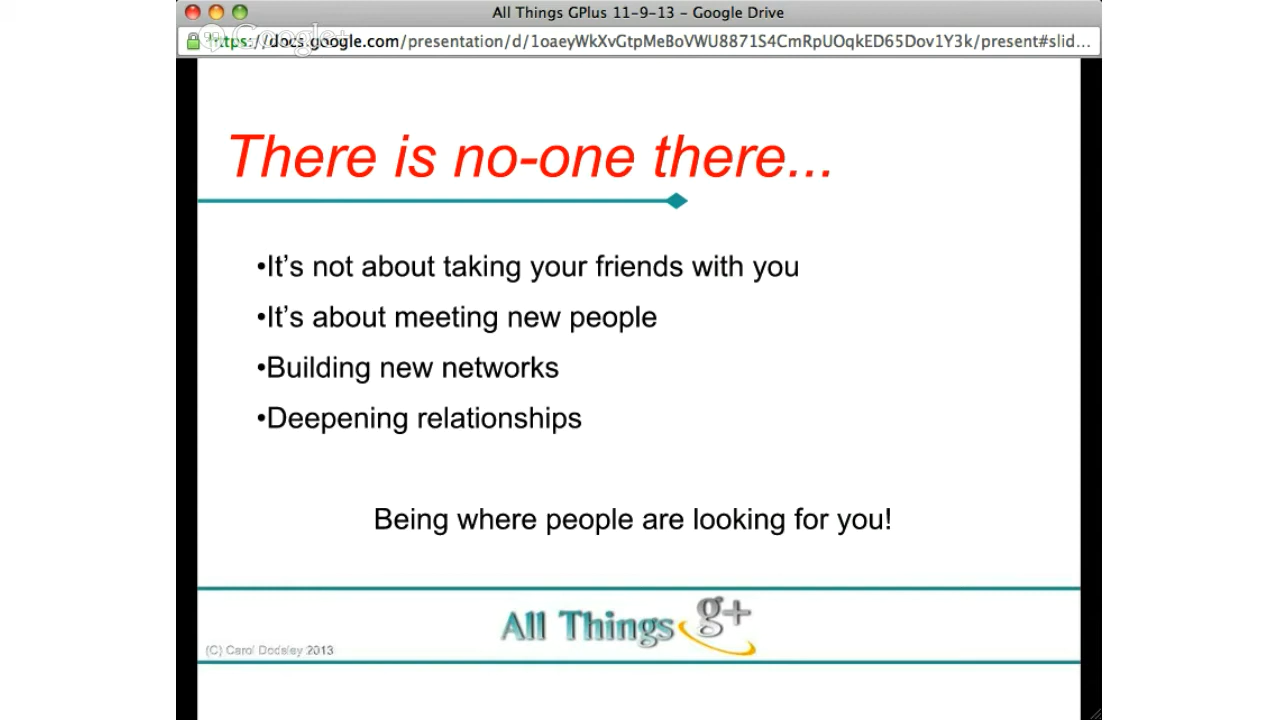 All Things GPlus 11-9-13 – Google Drive
https://docs.google.com/presentation/d/1oaeyWkXvGtpMeBoVWU8871S4CmRpUOqkED65Dov1Y3k/present#slid...
Google+
There is no-one there...
•It’s not about taking your friends with you
•It’s about meeting new people
•Building new networks
•Deepening relationships
Being where people are looking for you!
All Things g+
(C) Carol Dodsley 2013